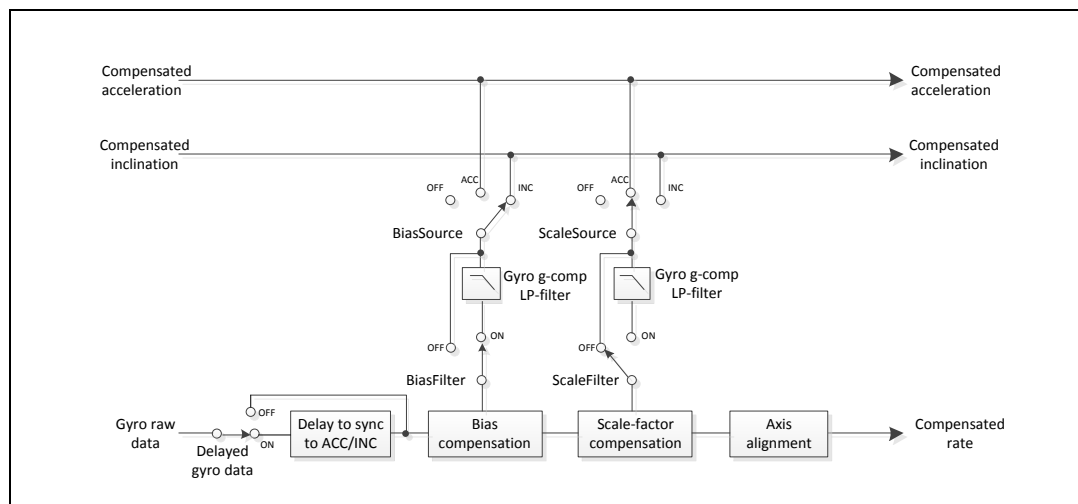 Compensated
acceleration
Compensated
acceleration
Compensated
inclination
Compensated
inclination
OFF
ACC
INC
OFF
ACC
INC
BiasSource
ScaleSource
Gyro g-comp
LP-filter
Gyro g-comp
LP-filter
OFF
ON
OFF
ON
BiasFilter
ScaleFilter
OFF
Gyro raw
data
ON
Delayed
gyro data
Delay to sync
to ACC/INC
Bias
compensation
Scale-factor
compensation
Axis
alignment
Compensated
rate